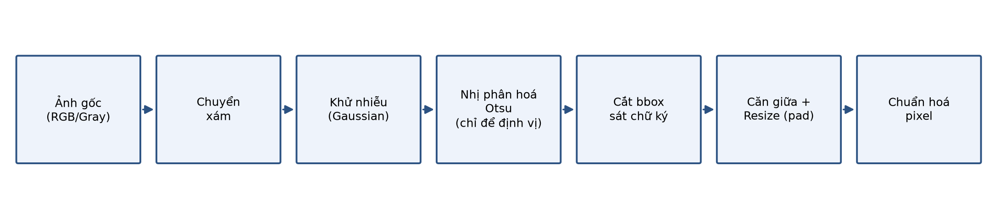 Ảnh gốc
(RGB/Gray)
Chuyển
xám
Khử nhiễu
(Gaussian)
Nhị phân hoá
Otsu
(chỉ để định vị)
Cắt bbox
sát chữ ký
Căn giữa +
Resize (pad)
Chuẩn hoá
pixel